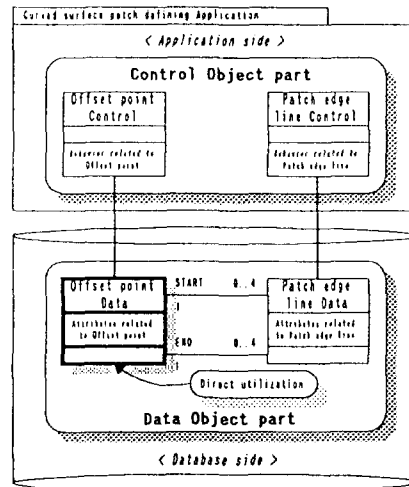 Curved surface patch defining Application
< Application side >
Control Object part
Offset point
Control
Behavior related to
Offset point
Patch edge
line Control
Behavior related to
Patch edge line
Offset point
Data
Attributes related
to Offset point
START 0..4
1
END 0..4
1
Patch edge
line Data
Attributes related
to Patch edge line
Direct utilization
Data Object part
< Database side >